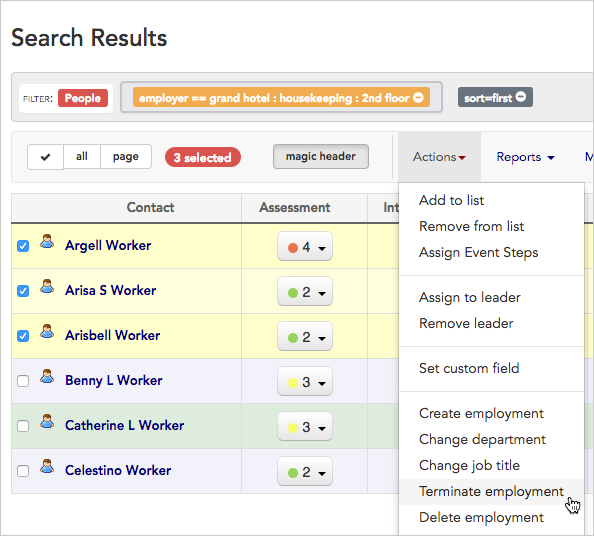 Search Results
FILTER: People employer == grand hotel : housekeeping : 2nd floor sort=first
all page 3 selected magic header Actions Reports M
Contact Assessment Int
Argell Worker 4
Arisa S Worker 2
Arisbell Worker 2
Benny L Worker 3
Catherine L Worker 3
Celestino Worker 2
Add to list
Remove from list
Assign Event Steps
Assign to leader
Remove leader
Set custom field
Create employment
Change department
Change job title
Terminate employment
Delete employment